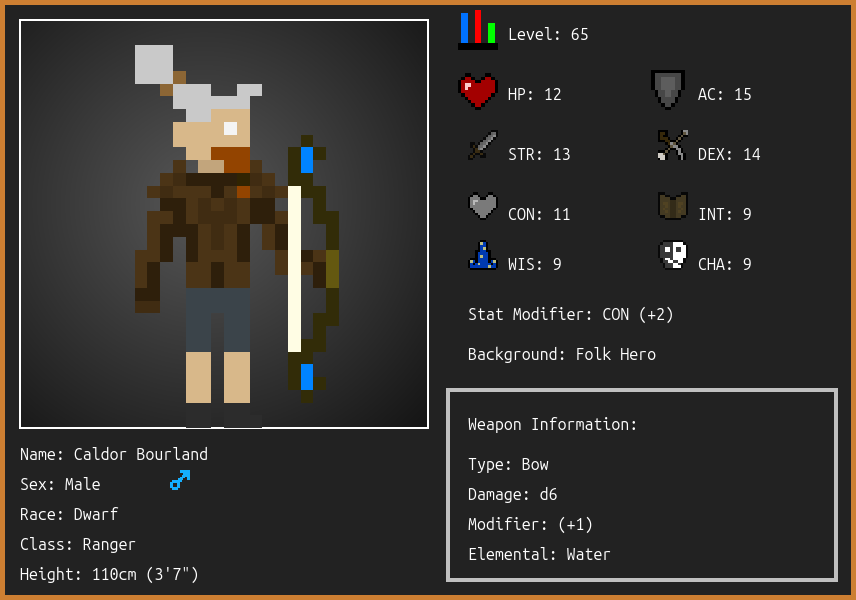 Level: 65
HP: 12
AC: 15
STR: 13
DEX: 14
CON: 11
INT: 9
WIS: 9
CHA: 9
Stat Modifier: CON (+2)
Background: Folk Hero
Weapon Information:
Type: Bow
Damage: d6
Modifier: (+1)
Elemental: Water
Name: Caldor Bourland
Sex: Male
Race: Dwarf
Class: Ranger
Height: 110cm (3'7")